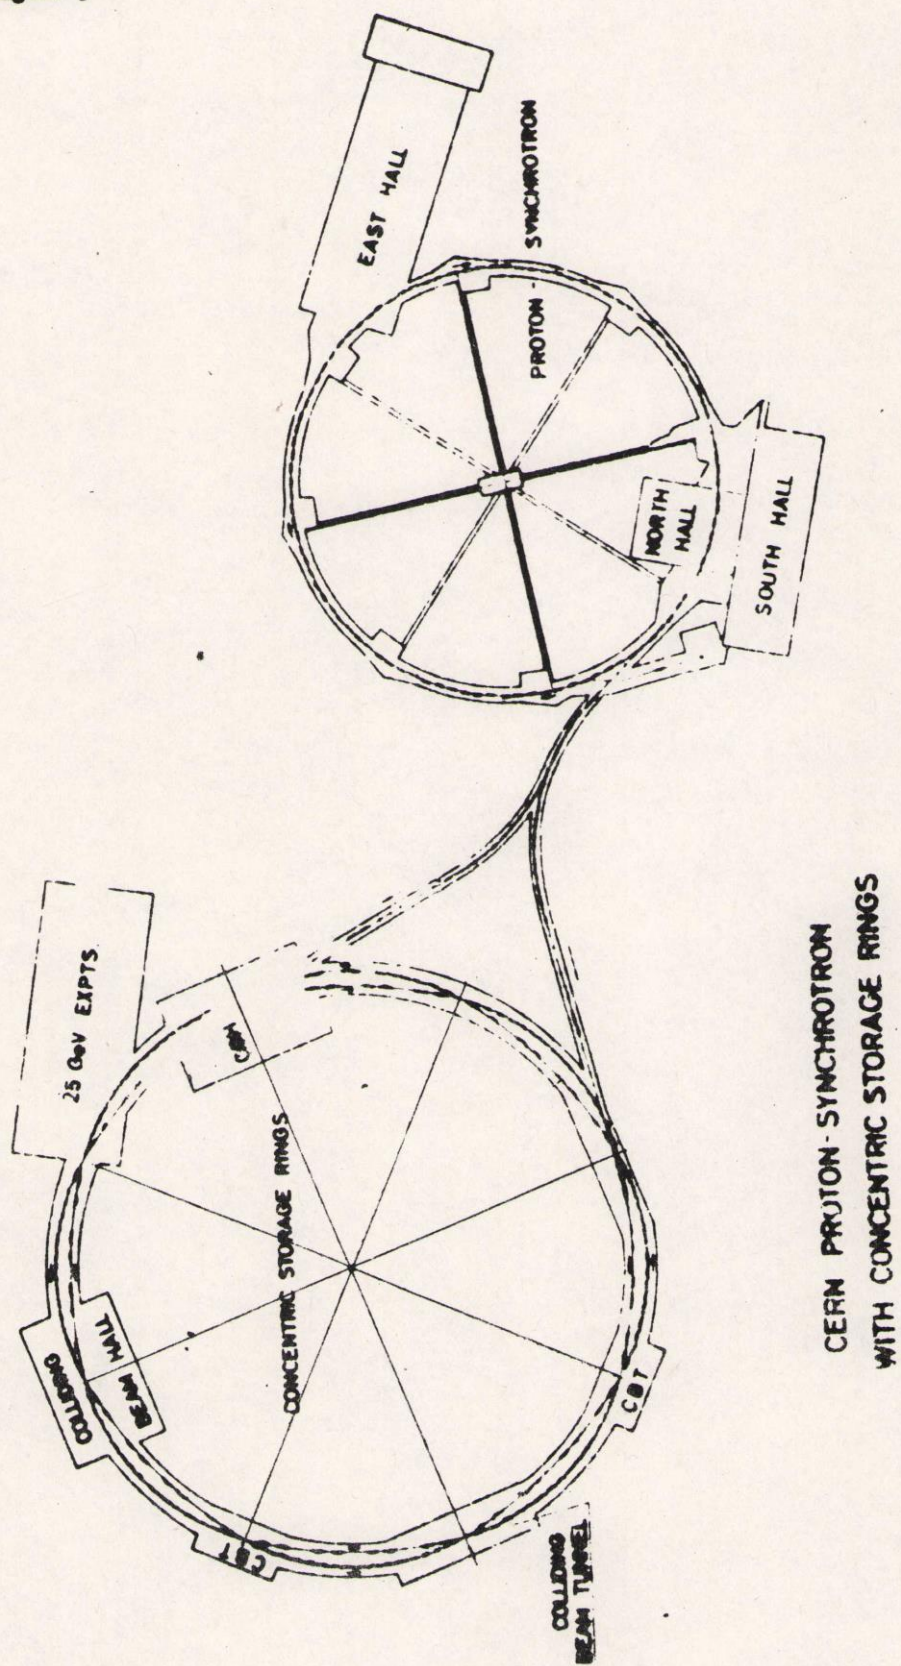 EAST HALL
PROTON - SYNCHROTRON
NORTH
HALL
SOUTH HALL
25 GeV EXPTS
CBH
CONCENTRIC STORAGE RINGS
COLLIDING
BEAM HALL
CBT
CBT
COLLIDING
BEAM TUNNEL
CERN PROTON-SYNCHROTRON
WITH CONCENTRIC STORAGE RINGS